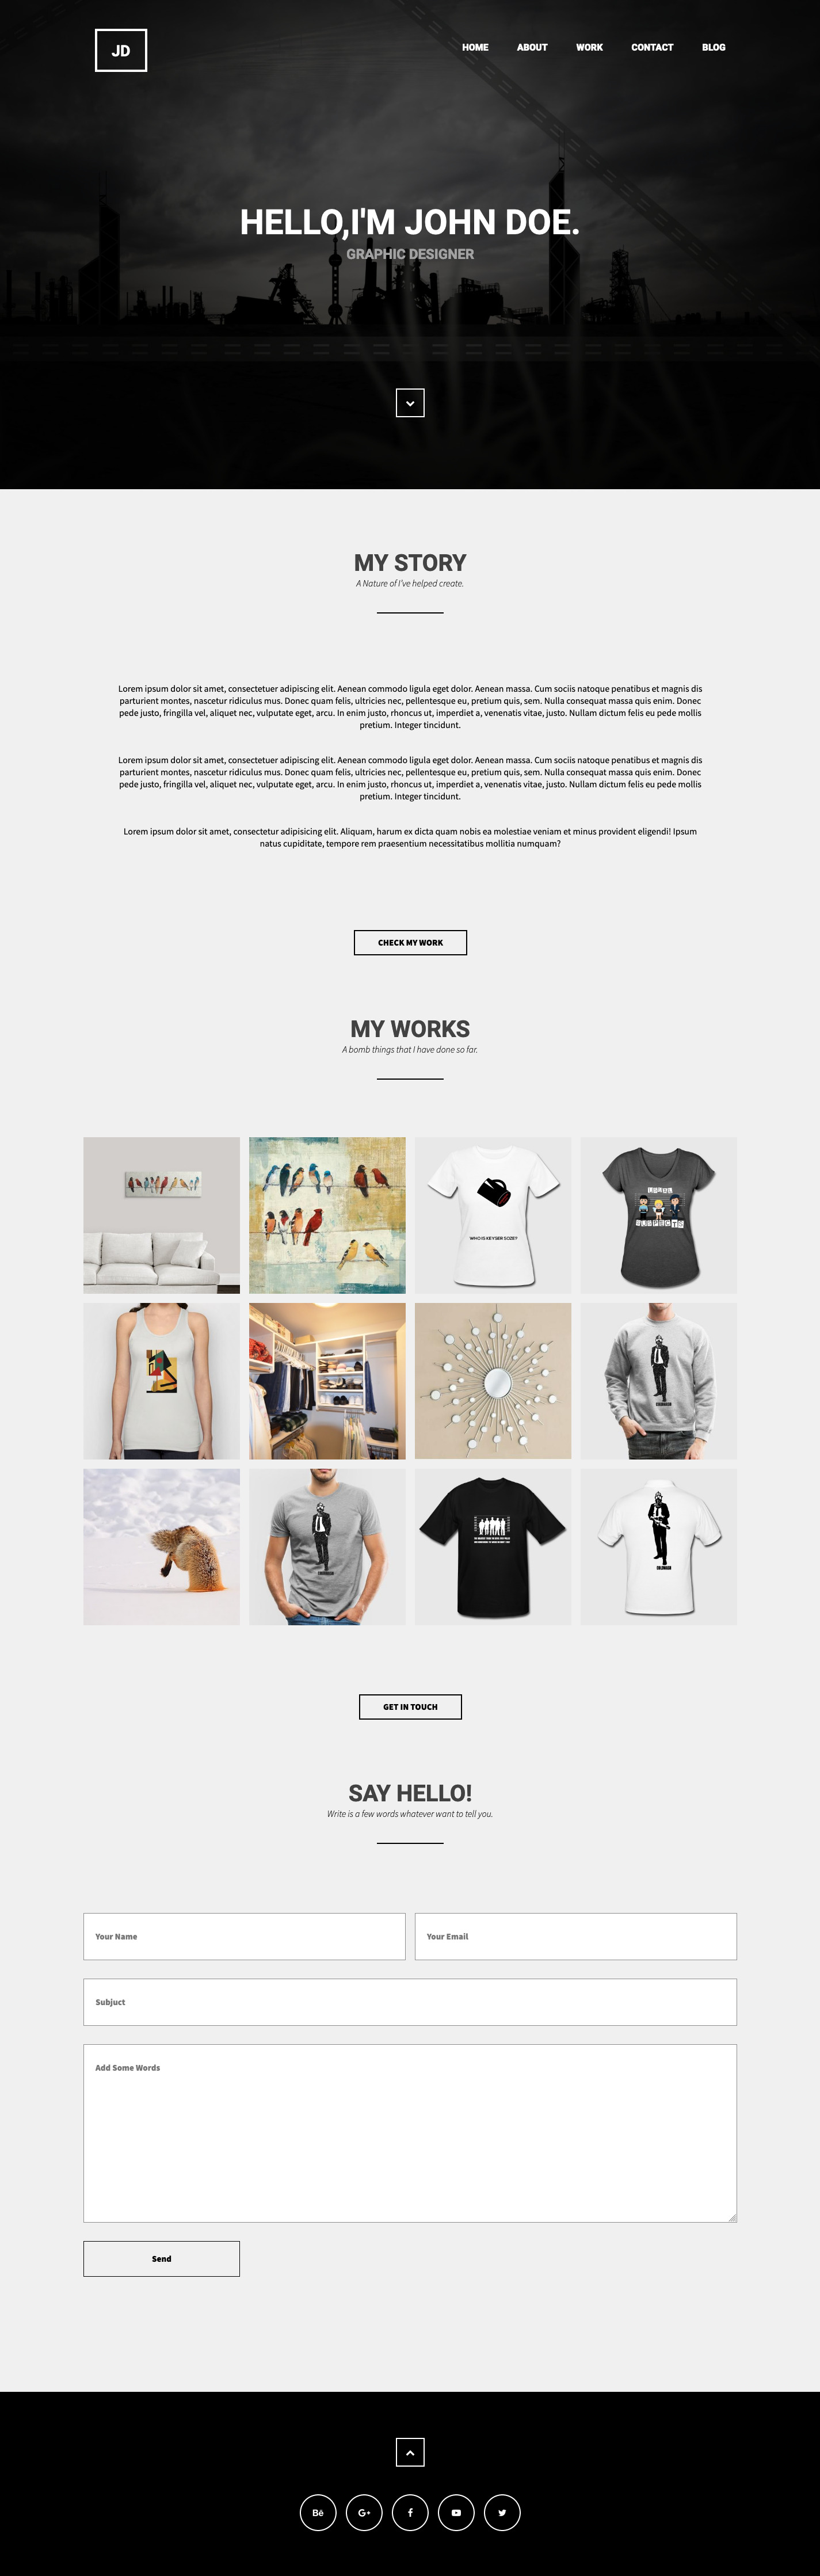 JD
HOME ABOUT WORK CONTACT BLOG
HELLO,I'M JOHN DOE.
GRAPHIC DESIGNER
MY STORY
A Nature of I've helped create.
Lorem ipsum dolor sit amet, consectetuer adipiscing elit. Aenean commodo ligula eget dolor. Aenean massa. Cum sociis natoque penatibus et magnis dis
parturient montes, nascetur ridiculus mus. Donec quam felis, ultricies nec, pellentesque eu, pretium quis, sem. Nulla consequat massa quis enim. Donec
pede justo, fringilla vel, aliquet nec, vulputate eget, arcu. In enim justo, rhoncus ut, imperdiet a, venenatis vitae, justo. Nullam dictum felis eu pede mollis
pretium. Integer tincidunt.
Lorem ipsum dolor sit amet, consectetuer adipiscing elit. Aenean commodo ligula eget dolor. Aenean massa. Cum sociis natoque penatibus et magnis dis
parturient montes, nascetur ridiculus mus. Donec quam felis, ultricies nec, pellentesque eu, pretium quis, sem. Nulla consequat massa quis enim. Donec
pede justo, fringilla vel, aliquet nec, vulputate eget, arcu. In enim justo, rhoncus ut, imperdiet a, venenatis vitae, justo. Nullam dictum felis eu pede mollis
pretium. Integer tincidunt.
Lorem ipsum dolor sit amet, consectetur adipisicing elit. Aliquam, harum ex dicta quam nobis ea molestiae veniam et minus provident eligendi! Ipsum
natus cupiditate, tempore rem praesentium necessitatibus mollitia numquam?
CHECK MY WORK
MY WORKS
A bomb things that I have done so far.
WHO IS KEYSER SOZE?
SUSPECTS
GET IN TOUCH
SAY HELLO!
Write is a few words whatever want to tell you.
Your Name
Your Email
Subjuct
Add Some Words
Send
Bē G+ f